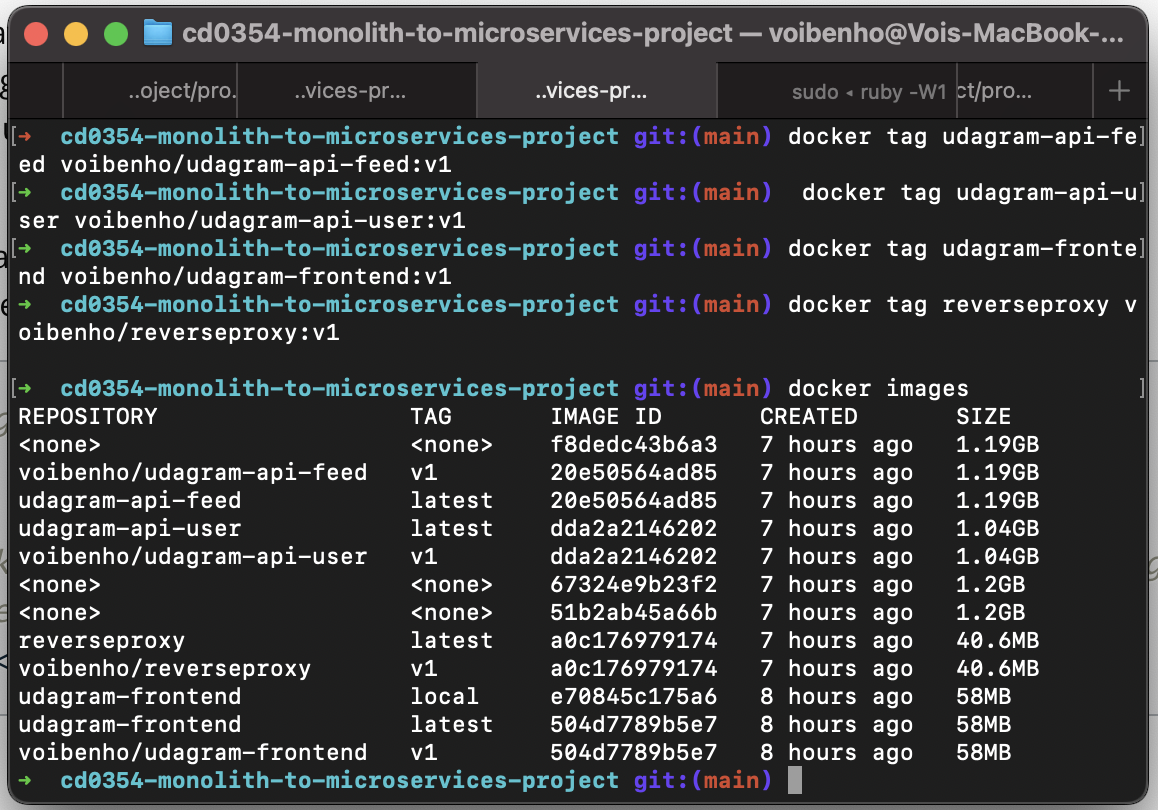 cd0354-monolith-to-microservices-project — voibenho@Vois-MacBook-...
..oject/pro. ..vices-pr... ..vices-pr... sudo ◂ ruby -W1 ct/pro... +
[➜  cd0354-monolith-to-microservices-project git:(main) docker tag udagram-api-fe]
ed voibenho/udagram-api-feed:v1
[➜  cd0354-monolith-to-microservices-project git:(main)  docker tag udagram-api-u]
ser voibenho/udagram-api-user:v1
[➜  cd0354-monolith-to-microservices-project git:(main) docker tag udagram-fronte]
nd voibenho/udagram-frontend:v1
➜  cd0354-monolith-to-microservices-project git:(main) docker tag reverseproxy v
oibenho/reverseproxy:v1
[➜  cd0354-monolith-to-microservices-project git:(main) docker images ]
REPOSITORY TAG IMAGE ID CREATED SIZE
<none> <none> f8dedc43b6a3 7 hours ago 1.19GB
voibenho/udagram-api-feed v1 20e50564ad85 7 hours ago 1.19GB
udagram-api-feed latest 20e50564ad85 7 hours ago 1.19GB
udagram-api-user latest dda2a2146202 7 hours ago 1.04GB
voibenho/udagram-api-user v1 dda2a2146202 7 hours ago 1.04GB
<none> <none> 67324e9b23f2 7 hours ago 1.2GB
<none> <none> 51b2ab45a66b 7 hours ago 1.2GB
reverseproxy latest a0c176979174 7 hours ago 40.6MB
voibenho/reverseproxy v1 a0c176979174 7 hours ago 40.6MB
udagram-frontend local e70845c175a6 8 hours ago 58MB
udagram-frontend latest 504d7789b5e7 8 hours ago 58MB
voibenho/udagram-frontend v1 504d7789b5e7 8 hours ago 58MB
➜  cd0354-monolith-to-microservices-project git:(main)